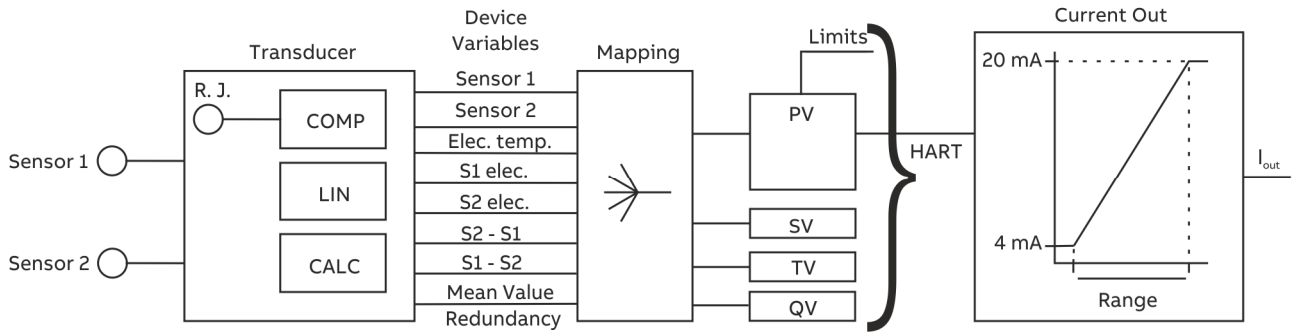 Device
Variables
Transducer
Mapping
Current Out
Limits
R. J.
COMP
LIN
CALC
Sensor 1
Sensor 2
Sensor 1
Sensor 2
Elec. temp.
S1 elec.
S2 elec.
S2 - S1
S1 - S2
Mean Value
Redundancy
PV
SV
TV
QV
HART
20 mA
4 mA
Range
Iout